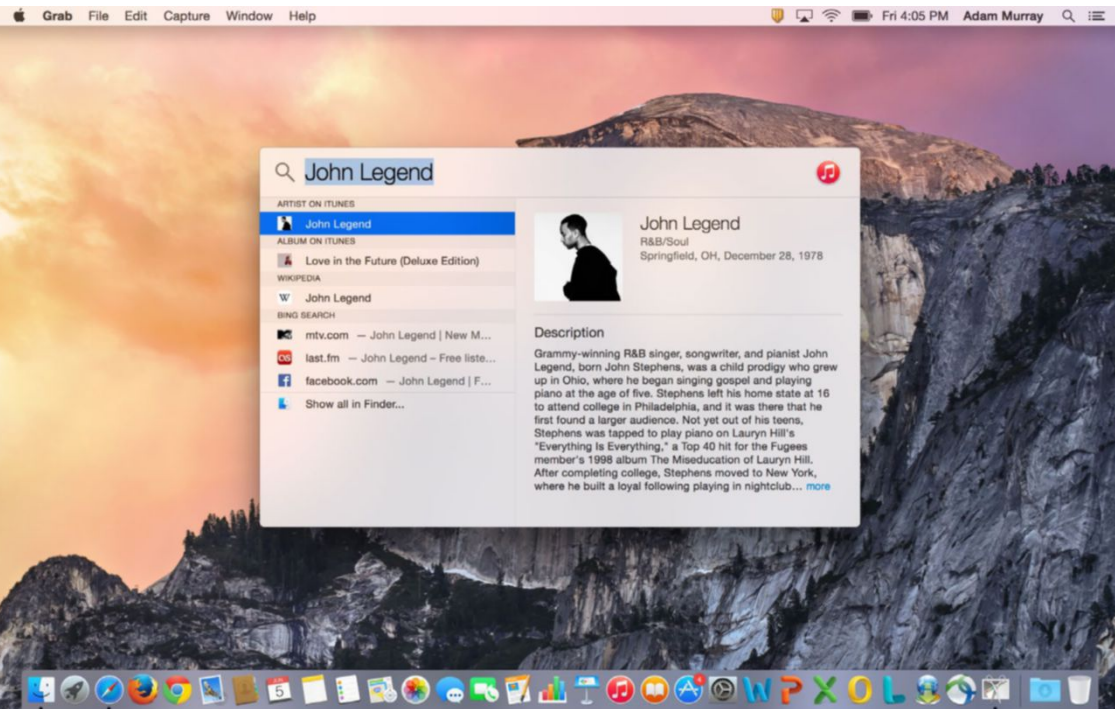 Grab File Edit Capture Window Help Fri 4:05 PM Adam Murray
John Legend
ARTIST ON ITUNES
John Legend
ALBUM ON ITUNES
Love in the Future (Deluxe Edition)
WIKIPEDIA
W John Legend
BING SEARCH
mtv.com — John Legend | New M...
last.fm — John Legend – Free liste...
facebook.com — John Legend | F...
Show all in Finder...
John Legend
R&B/Soul
Springfield, OH, December 28, 1978
Description
Grammy-winning R&B singer, songwriter, and pianist John
Legend, born John Stephens, was a child prodigy who grew
up in Ohio, where he began singing gospel and playing
piano at the age of five. Stephens left his home state at 16
to attend college in Philadelphia, and it was there that he
first found a larger audience. Not yet out of his teens,
Stephens was tapped to play piano on Lauryn Hill's
"Everything Is Everything," a Top 40 hit for the Fugees
member's 1998 album The Miseducation of Lauryn Hill.
After completing college, Stephens moved to New York,
where he built a loyal following playing in nightclub... more
5
W P X O L